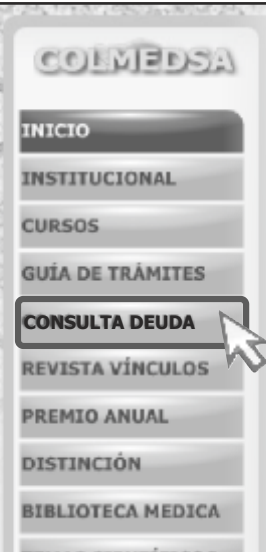 COLMEDSA
INICIO
INSTITUCIONAL
CURSOS
GUÍA DE TRÁMITES
CONSULTA DEUDA
REVISTA VÍNCULOS
PREMIO ANUAL
DISTINCIÓN
BIBLIOTECA MEDICA